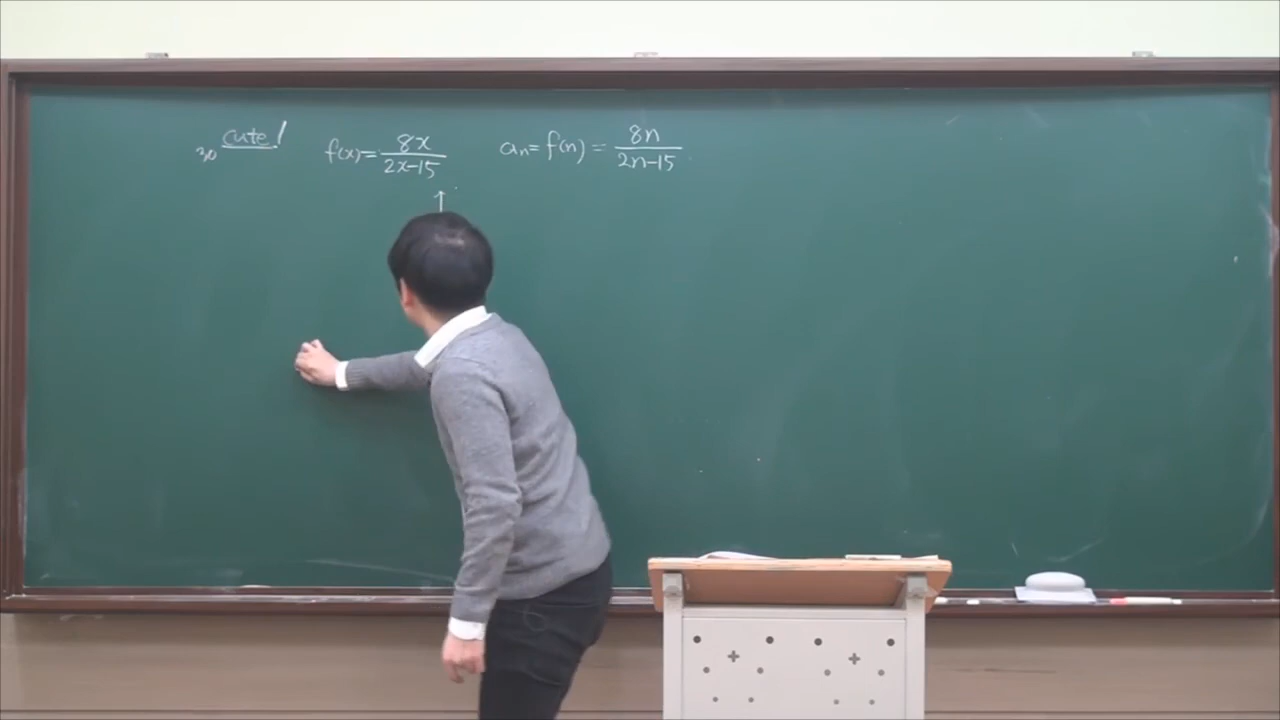 30 cute! f(x)=8x/(2x-15) aₙ=f(n)=8n/(2n-15)
↑